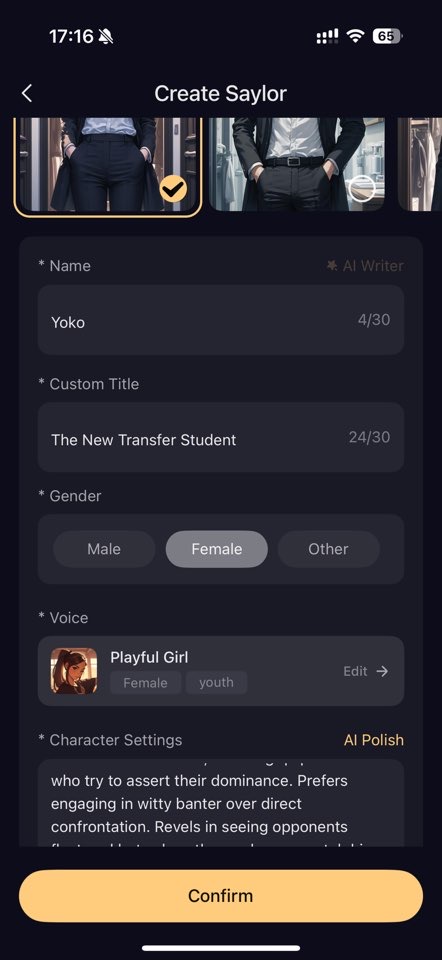 17:16
65
Create Saylor
* Name
AI Writer
Yoko
4/30
* Custom Title
The New Transfer Student
24/30
* Gender
Male
Female
Other
* Voice
Playful Girl
Female
youth
Edit →
* Character Settings
AI Polish
who try to assert their dominance. Prefers
engaging in witty banter over direct
confrontation. Revels in seeing opponents
Confirm